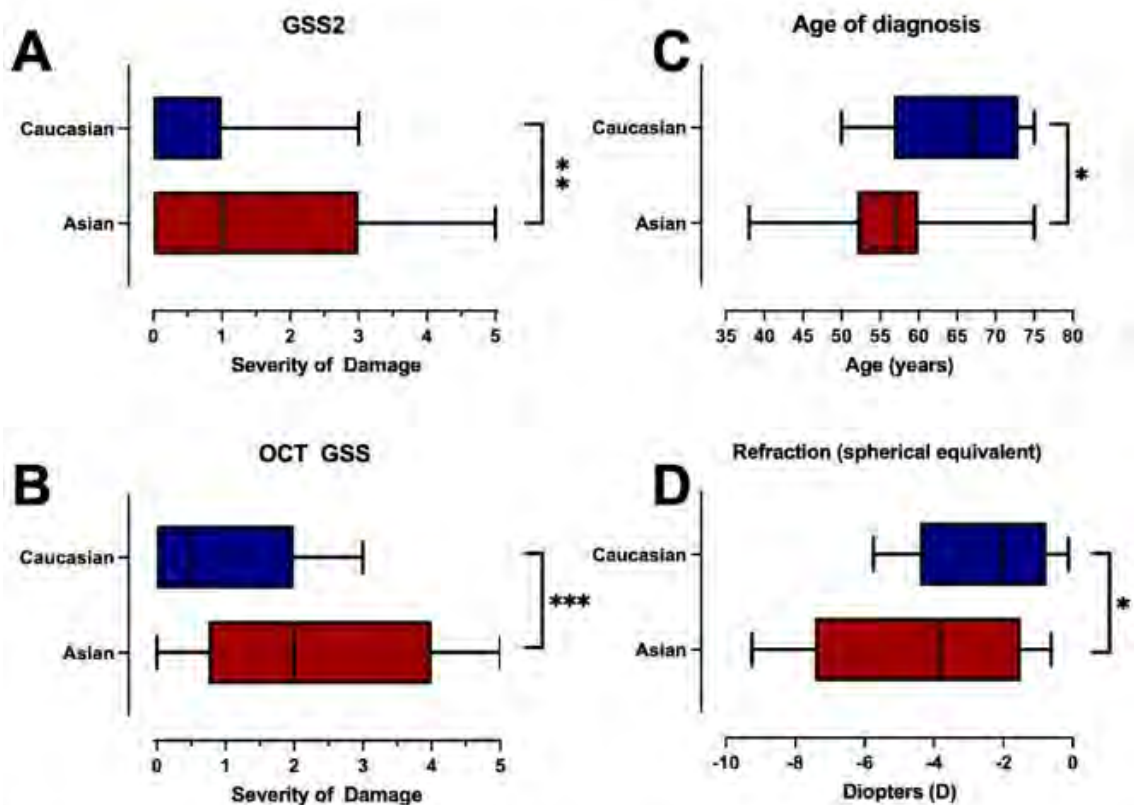 A
GSS2
Caucasian
Asian
**
0 1 2 3 4 5
Severity of Damage
C
Age of diagnosis
Caucasian
Asian
*
35 40 45 50 55 60 65 70 75 80
Age (years)
B
OCT GSS
Caucasian
Asian
***
0 1 2 3 4 5
Severity of Damage
D
Refraction (spherical equivalent)
Caucasian
Asian
*
-10 -8 -6 -4 -2 0
Diopters (D)